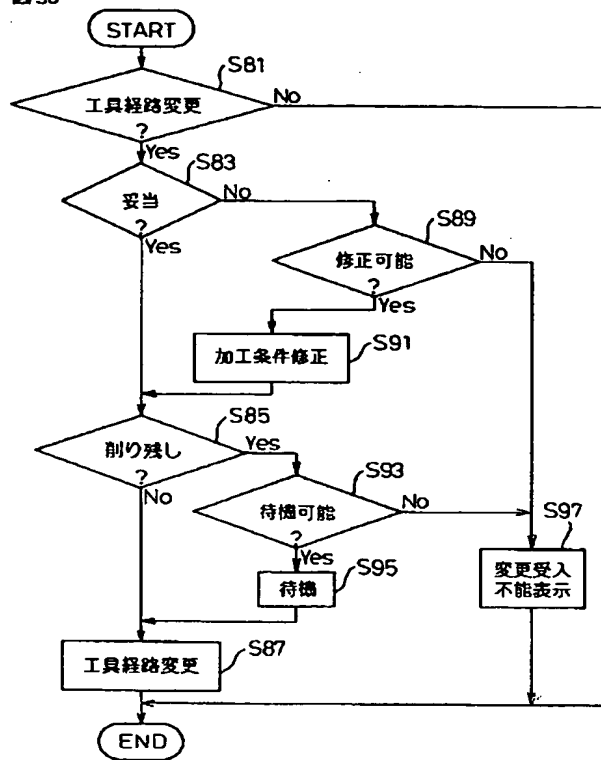 START
S81
工具経路変更
?
No
Yes
S83
妥当
?
No
Yes
S89
修正可能
?
No
Yes
S91
加工条件修正
S85
削り残し
?
Yes
No
S93
待機可能
?
No
Yes
S95
待機
S97
変更受入
不能表示
S87
工具経路変更
END